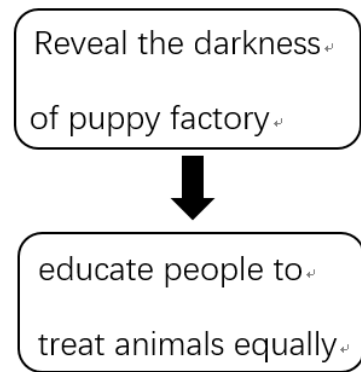 Reveal the darkness
of puppy factory
educate people to
treat animals equally